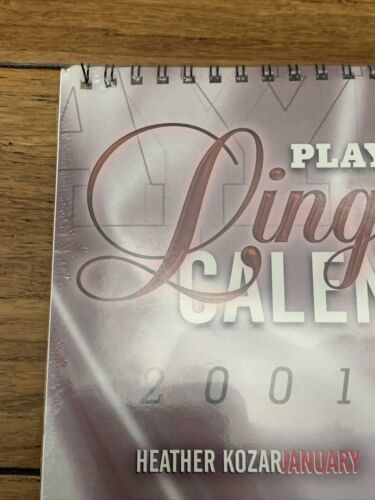 PLAY
Ling
CALEN
2001
HEATHER KOZAR JANUARY